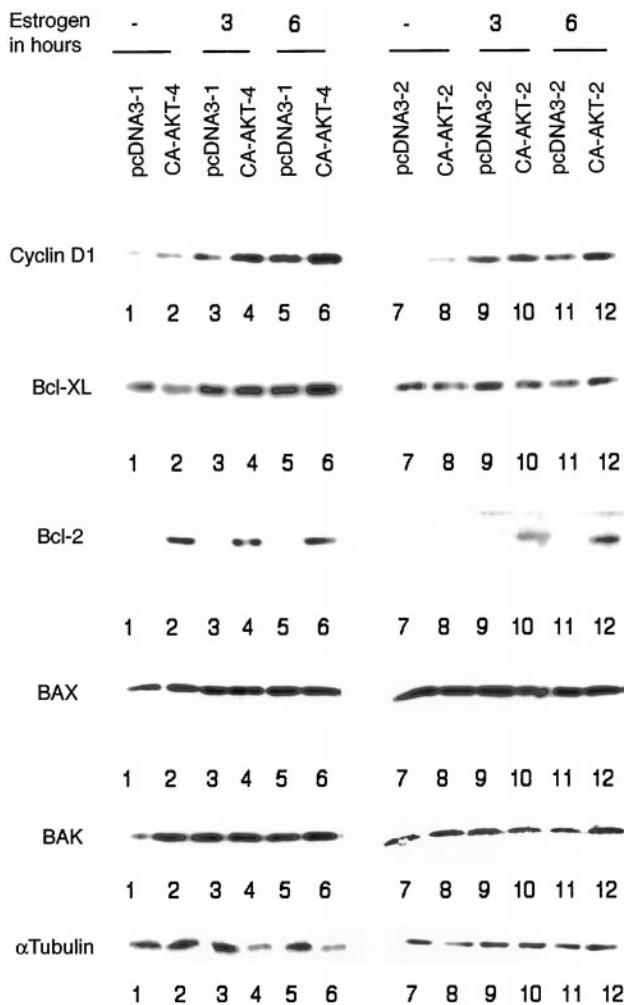 Estrogen in hours
- 3 6 - 3 6
pcDNA3-1 CA-AKT-4 pcDNA3-1 CA-AKT-4 pcDNA3-1 CA-AKT-4 pcDNA3-2 CA-AKT-2 pcDNA3-2 CA-AKT-2 pcDNA3-2 CA-AKT-2
Cyclin D1
1 2 3 4 5 6 7 8 9 10 11 12
Bcl-XL
1 2 3 4 5 6 7 8 9 10 11 12
Bcl-2
1 2 3 4 5 6 7 8 9 10 11 12
BAX
1 2 3 4 5 6 7 8 9 10 11 12
BAK
1 2 3 4 5 6 7 8 9 10 11 12
αTubulin
1 2 3 4 5 6 7 8 9 10 11 12